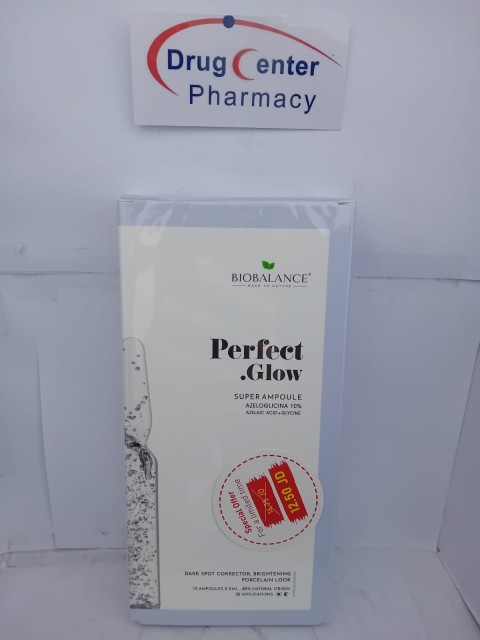 Drug Center
Pharmacy
BIOBALANCE®
MADE TO NATURE
Perfect
.Glow
SUPER AMPOULE
AZELOGLICINA 10%
AZELAIC ACID+GLYCINE
Special Offer
For a limited time
12.50 JD
DARK SPOT CORRECTOR, BRIGHTENING
PORCELAIN LOOK